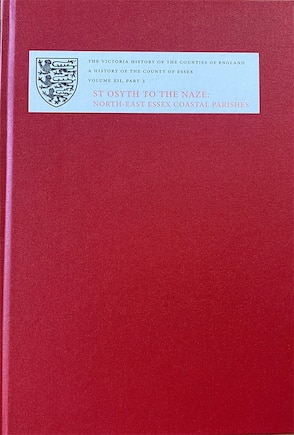 THE VICTORIA HISTORY OF THE COUNTIES OF ENGLAND
A HISTORY OF THE COUNTY OF ESSEX
VOLUME XII, PART 2
ST OSYTH TO THE NAZE:
NORTH-EAST ESSEX COASTAL PARISHES